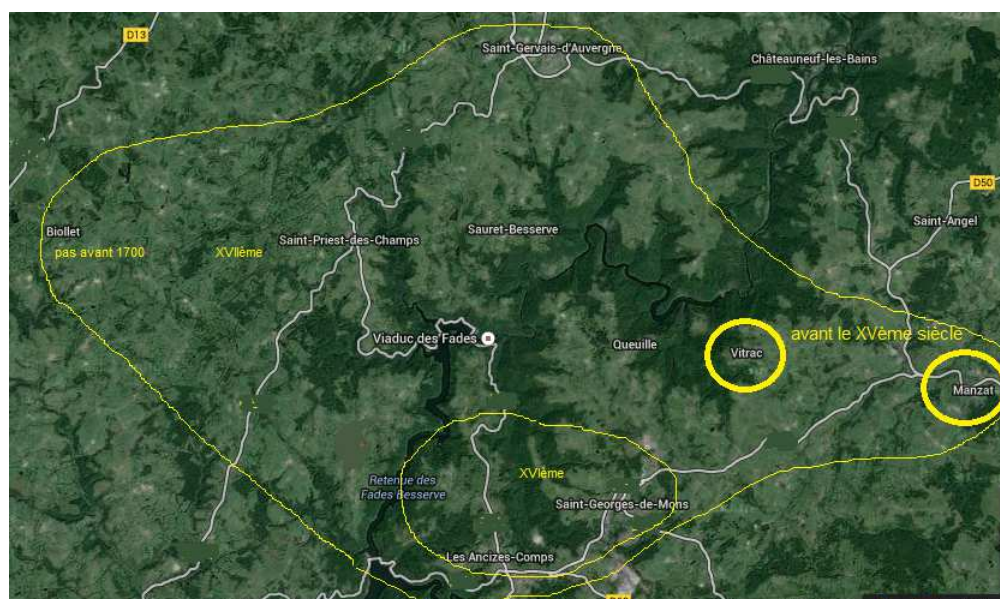 D13
Saint-Gervais-d'Auvergne
Châteauneuf-les-Bains
D50
Saint-Angel
Biollet
Saint-Priest-des-Champs
Sauret-Besserve
pas avant 1700
XVIIème
Viaduc des Fades
Queuille
Vitrac
avant le XVème siècle
Manzat
XVIème
Retenue des
Fades Besserve
Saint-Georges-de-Mons
Les Ancizes-Comps